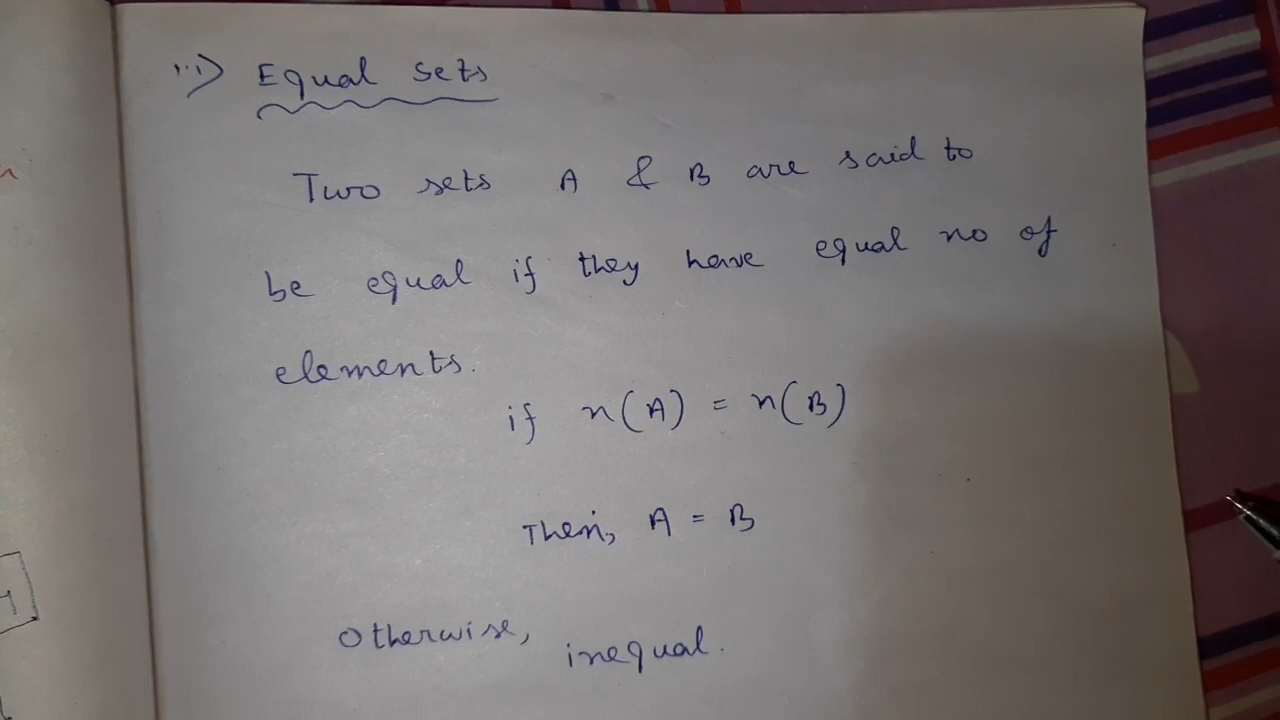 iii) Equal sets
Two sets A & B are said to
be equal if they have equal no of
elements.
if n(A) = n(B)
Then, A = B
Otherwise, inequal.